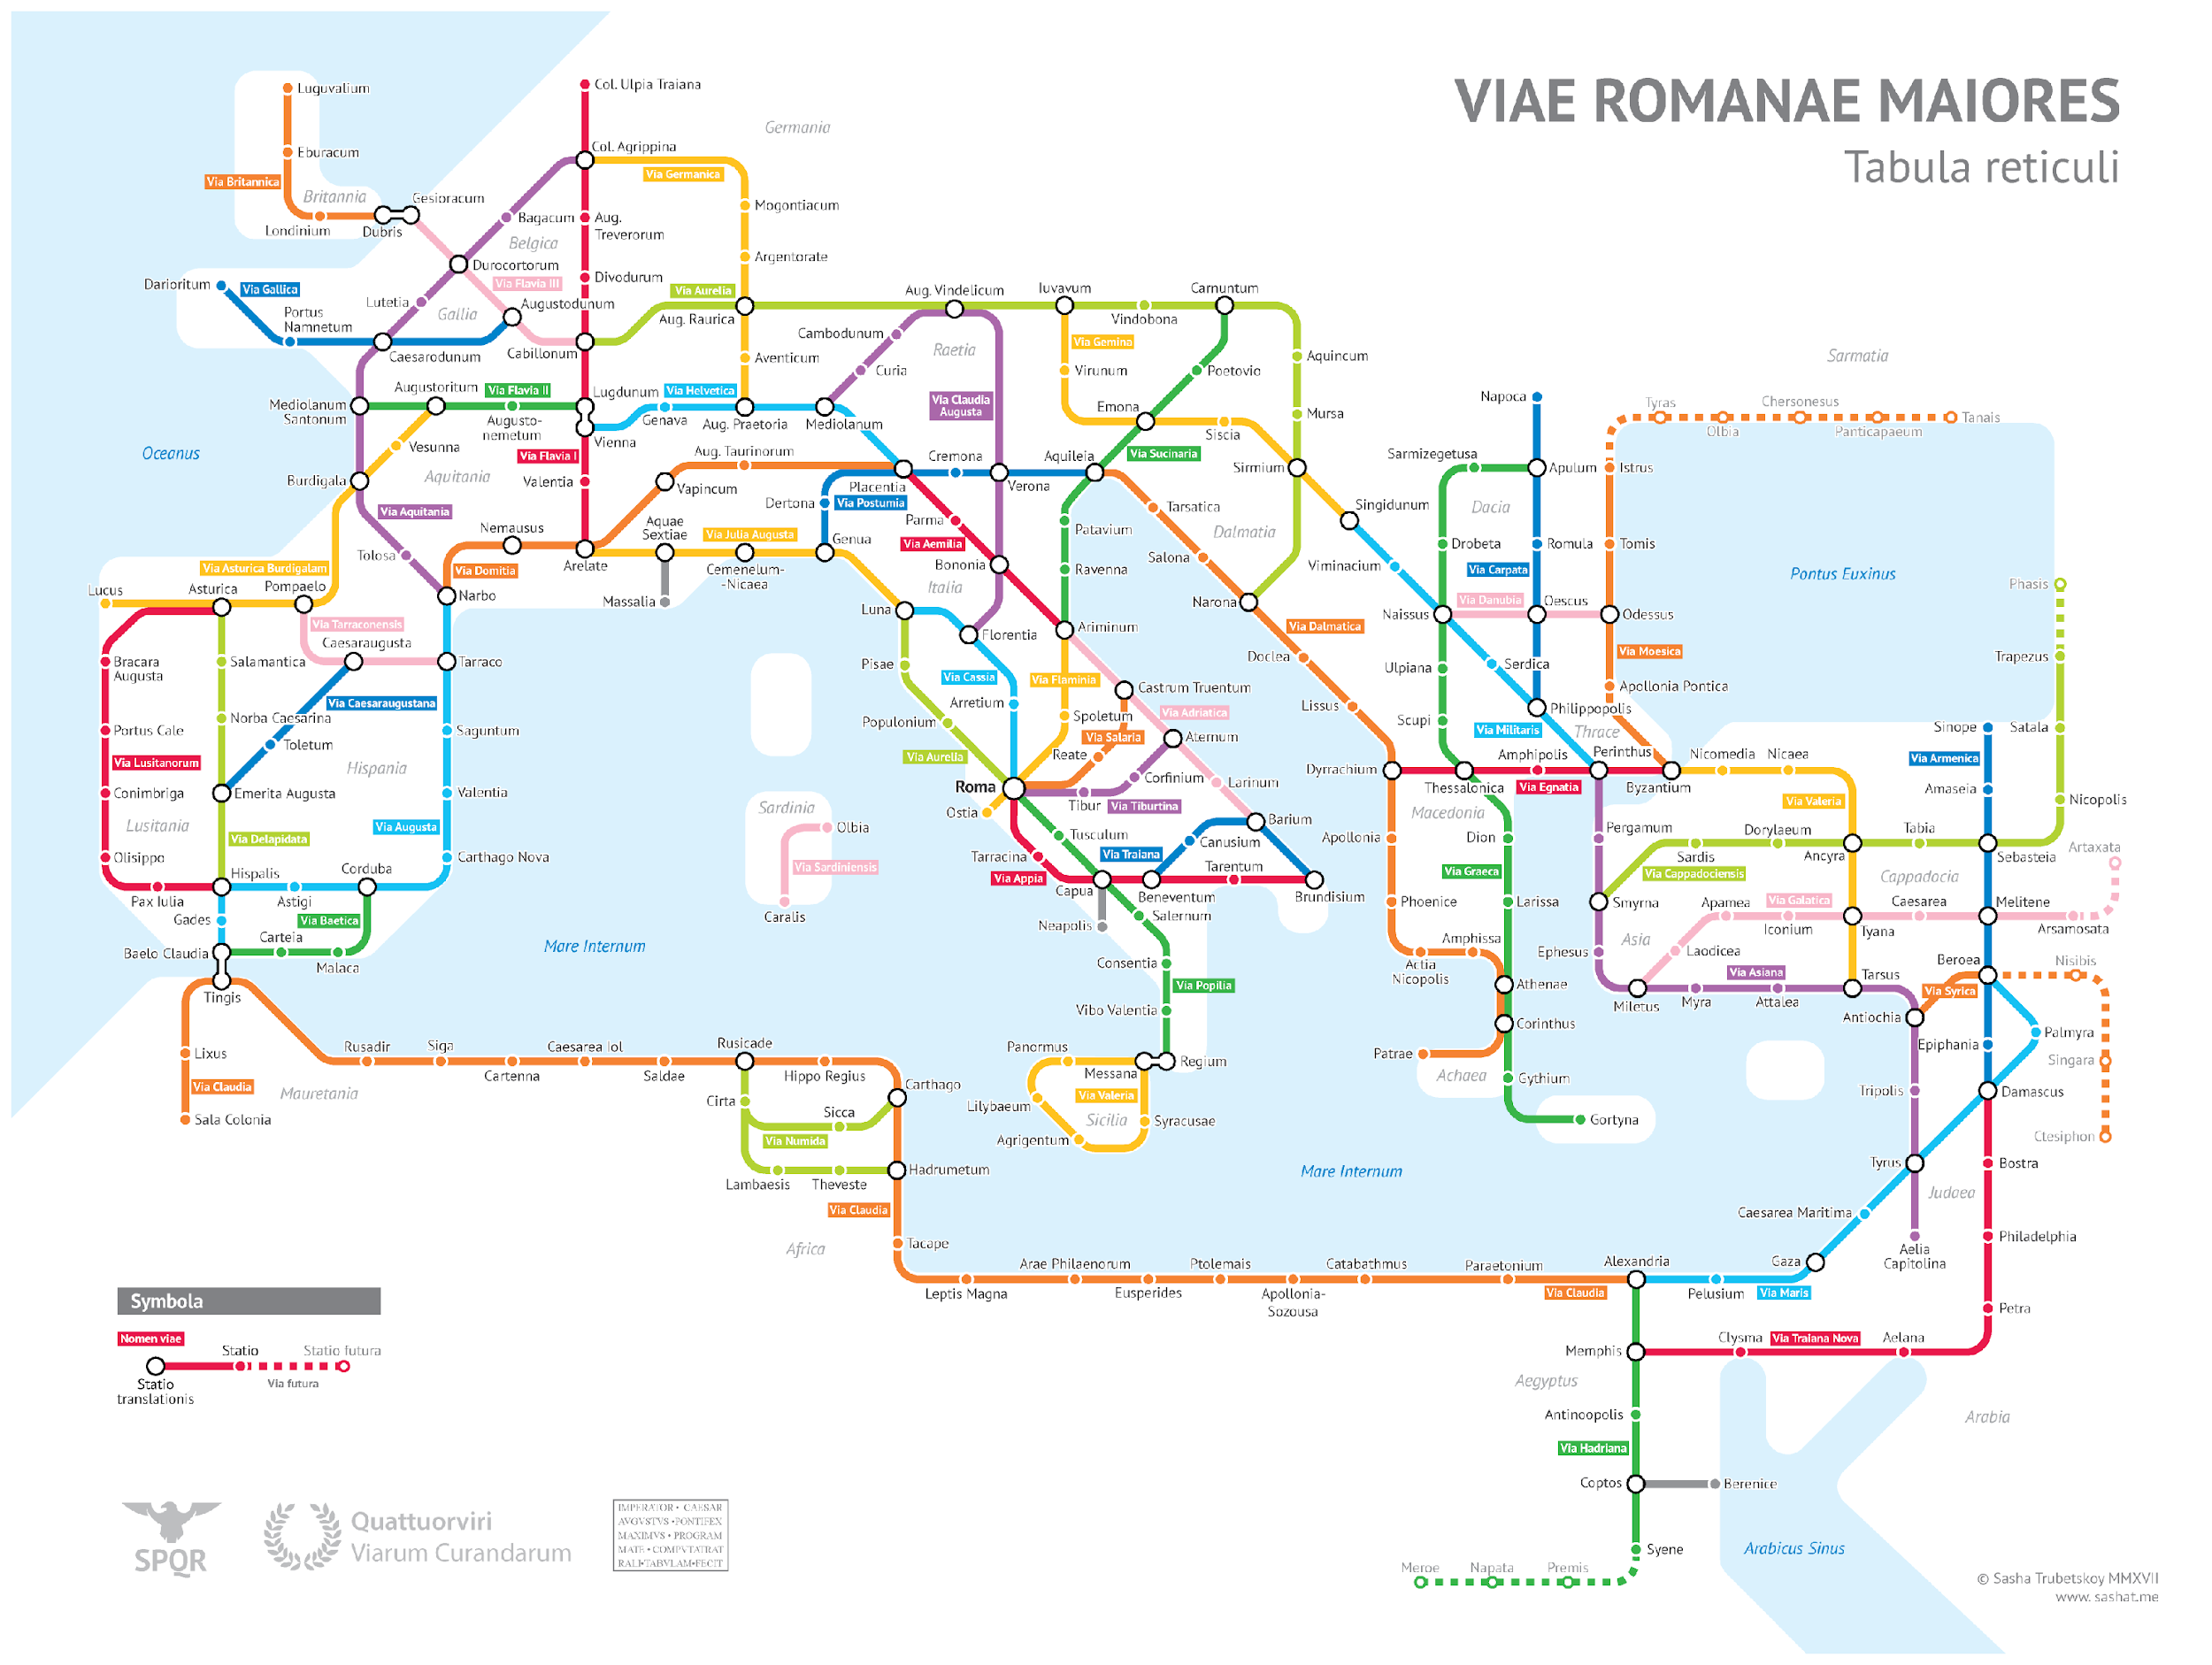 VIAE ROMANAE MAIORES
Tabula reticuli
Luguvalium
Eburacum
Via Britannica
Britannia
Londinium
Dubris
Gesioracum
Col. Ulpia Traiana
Germania
Col. Agrippina
Via Germanica
Bagacum
Aug.
Treverorum
Mogontiacum
Belgica
Durocortorum
Argentorate
Divodurum
Via Flavia III
Darioritum
Via Gallica
Lutetia
Gallia
Augustodunum
Via Aurelia
Aug. Raurica
Portus
Namnetum
Caesarodunum
Cabillonum
Aug. Vindelicum
Iuvavum
Vindobona
Carnuntum
Cambodunum
Raetia
Curia
Aventicum
Via Gemina
Virunum
Poetovio
Aquincum
Sarmatia
Mediolanum
Santonum
Augustoritum
Via Flavia II
Augusto-
nemetum
Lugdunum
Via Helvetica
Vienna
Genava
Aug. Praetoria
Mediolanum
Via Claudia
Augusta
Emona
Siscia
Mursa
Napoca
Tyras
Olbia
Chersonesus
Panticapaeum
Tanais
Oceanus
Vesunna
Aquitania
Burdigala
Via Flavia I
Valentia
Aug. Taurinorum
Vapincum
Placentia
Cremona
Verona
Aquileia
Via Sucinaria
Sirmium
Sarmizegetusa
Apulum
Istrus
Via Aquitania
Dertona
Via Postumia
Parma
Via Aemilia
Tarsatica
Patavium
Dalmatia
Singidunum
Dacia
Tolosa
Nemausus
Aquae
Sextiae
Via Julia Augusta
Genua
Arelate
Cemenelum-
-Nicaea
Bononia
Italia
Ravenna
Salona
Viminacium
Drobeta
Romula
Tomis
Via Carpata
Pontus Euxinus
Phasis
Via Asturica Burdigalam
Via Domitia
Lucus
Asturica
Pompaelo
Narbo
Massalia
Luna
Florentia
Ariminum
Narona
Via Dalmatica
Naissus
Via Danubia
Oescus
Odessus
Via Tarraconensis
Caesaraugusta
Tarraco
Bracara
Augusta
Salamantica
Pisae
Via Cassia
Arretium
Via Flaminia
Castrum Truentum
Doclea
Ulpiana
Serdica
Via Moesica
Trapezus
Apollonia Pontica
Via Caesaraugustana
Norba Caesarina
Toletum
Portus Cale
Saguntum
Populonium
Spoletum
Via Adriatica
Via Salaria
Aternum
Lissus
Scupi
Via Militaris
Philippopolis
Thrace
Sinope
Satala
Via Lusitanorum
Hispania
Via Aurelia
Reate
Corfinium
Larinum
Dyrrachium
Thessalonica
Amphipolis
Via Egnatia
Perinthus
Byzantium
Nicomedia
Nicaea
Via Armenica
Conimbriga
Emerita Augusta
Valentia
Roma
Ostia
Tibur
Via Tiburtina
Via Valeria
Amaseia
Nicopolis
Lusitania
Via Delapidata
Via Augusta
Sardinia
Olbia
Via Sardiniensis
Caralis
Tusculum
Tarracina
Via Appia
Via Traiana
Canusium
Barium
Tarentum
Macedonia
Apollonia
Dion
Pergamum
Sardis
Dorylaeum
Ancyra
Tabia
Sebasteia
Artaxata
Olisippo
Corduba
Carthago Nova
Capua
Beneventum
Brundisium
Via Graeca
Via Cappadociensis
Cappadocia
Pax Iulia
Hispalis
Astigi
Gades
Via Baetica
Neapolis
Salernum
Phoenice
Larissa
Smyrna
Apamea
Via Galatica
Iconium
Caesarea
Tyana
Melitene
Arsamosata
Carteia
Malaca
Baelo Claudia
Mare Internum
Consentia
Via Popilia
Actia
Nicopolis
Amphissa
Athenae
Asia
Ephesus
Laodicea
Via Asiana
Miletus
Myra
Attalea
Tarsus
Beroea
Via Syrica
Nisibis
Tingis
Vibo Valentia
Corinthus
Antiochia
Palmyra
Lixus
Via Claudia
Mauretania
Sala Colonia
Rusadir
Siga
Cartenna
Caesarea Iol
Saldae
Rusicade
Hippo Regius
Carthago
Panormus
Messana
Regium
Via Valeria
Lilybaeum
Sicilia
Syracusae
Agrigentum
Patrae
Achaea
Gythium
Gortyna
Epiphania
Singara
Tripolis
Damascus
Ctesiphon
Cirta
Sicca
Via Numida
Lambaesis
Theveste
Hadrumetum
Via Claudia
Africa
Tacape
Mare Internum
Tyrus
Judaea
Bostra
Caesarea Maritima
Philadelphia
Aelia
Capitolina
Leptis Magna
Arae Philaenorum
Eusperides
Ptolemais
Apollonia-
Sozousa
Catabathmus
Paraetonium
Via Claudia
Alexandria
Pelusium
Via Maris
Gaza
Petra
Memphis
Clysma
Via Traiana Nova
Aelana
Aegyptus
Antinoopolis
Arabia
Via Hadriana
Coptos
Berenice
Syene
Arabicus Sinus
Meroe
Napata
Premis
Symbola
Nomen viae
Statio
Statio futura
Statio
translationis
Via futura
SPQR
Quattuorviri
Viarum Curandarum
IMPERATOR • CAESAR
AVGVSTVS •PONTIFEX
MAXIMVS • PROGRAM
MATE • COMPVTATRAT
RALI•TABVLAM•FECIT
© Sasha Trubetskoy MMXVII
www. sashat.me